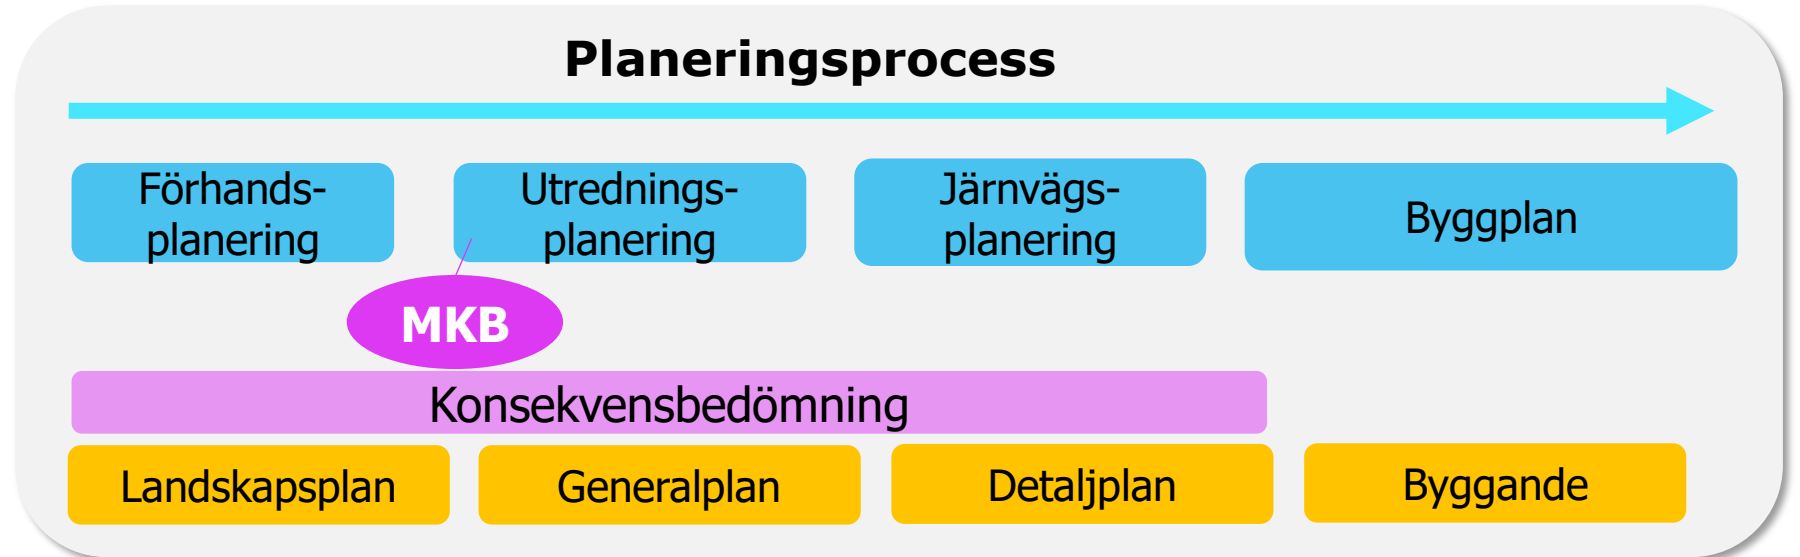 Planeringsprocess
Förhands-
planering
Utrednings-
planering
Järnvägs-
planering
Byggplan
MKB
Konsekvensbedömning
Landskapsplan
Generalplan
Detaljplan
Byggande